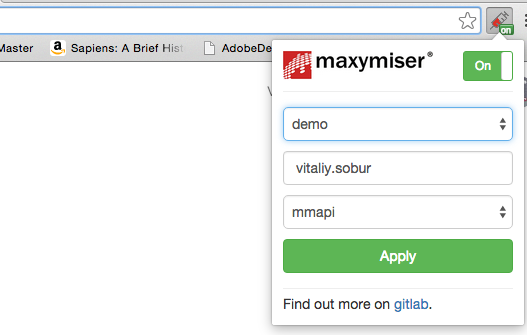 Master
Sapiens: A Brief Hist
AdobeDe
on
maxymiser®
On
demo
vitaliy.sobur
mmapi
Apply
Find out more on gitlab.